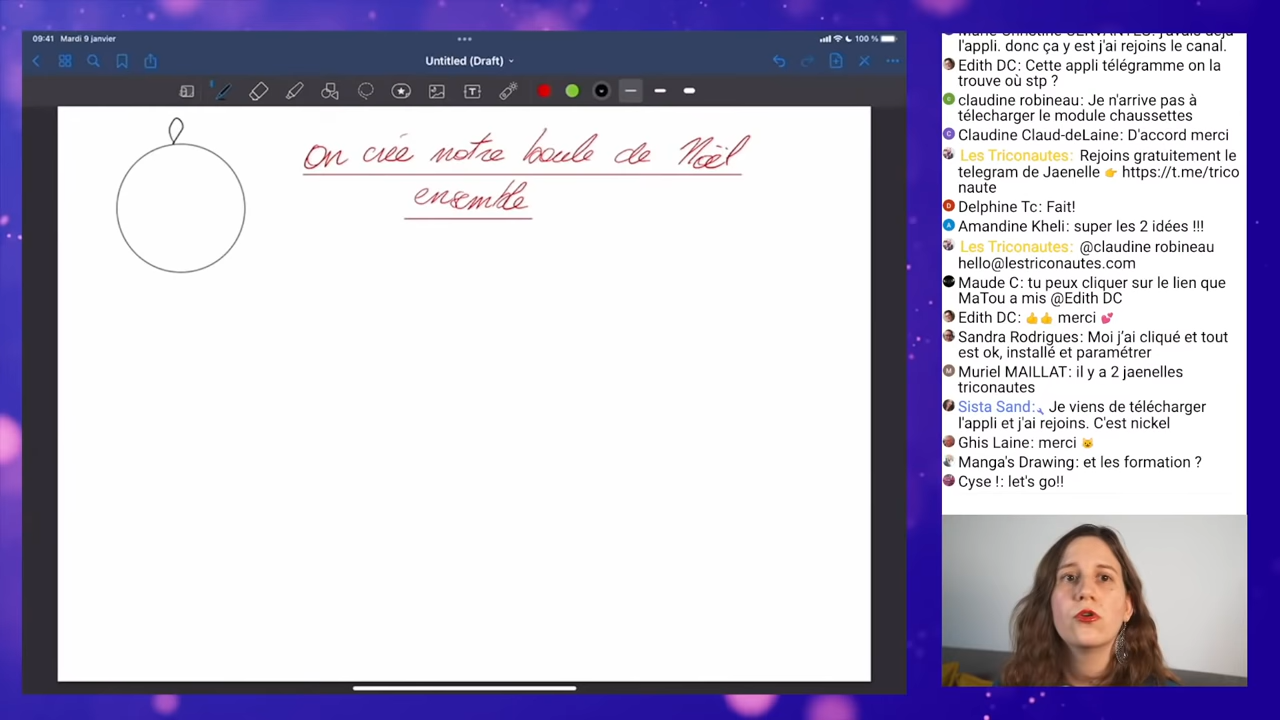 09:41 Mardi 9 janvier
100 %
Untitled (Draft)
On crée notre boule de Noël
ensemble
l'appli. donc ça y est j'ai rejoins le canal.
Edith DC: Cette appli télégramme on la
trouve où stp ?
claudine robineau: Je n'arrive pas à
télecharger le module chaussettes
Claudine Claud-deLaine: D'accord merci
Les Triconautes: Rejoins gratuitement le
telegram de Jaenelle 👉 https://t.me/trico
naute
Delphine Tc: Fait!
Amandine Kheli: super les 2 idées !!!
Les Triconautes: @claudine robineau
hello@lestriconautes.com
Maude C: tu peux cliquer sur le lien que
MaTou a mis @Edith DC
Edith DC: 👍👍 merci 💕
Sandra Rodrigues: Moi j'ai cliqué et tout
est ok, installé et paramétrer
Muriel MAILLAT: il y a 2 jaenelles
triconautes
Sista Sand: Je viens de télécharger
l'appli et j'ai rejoins. C'est nickel
Ghis Laine: merci 😺
Manga's Drawing: et les formation ?
Cyse !: let's go!!